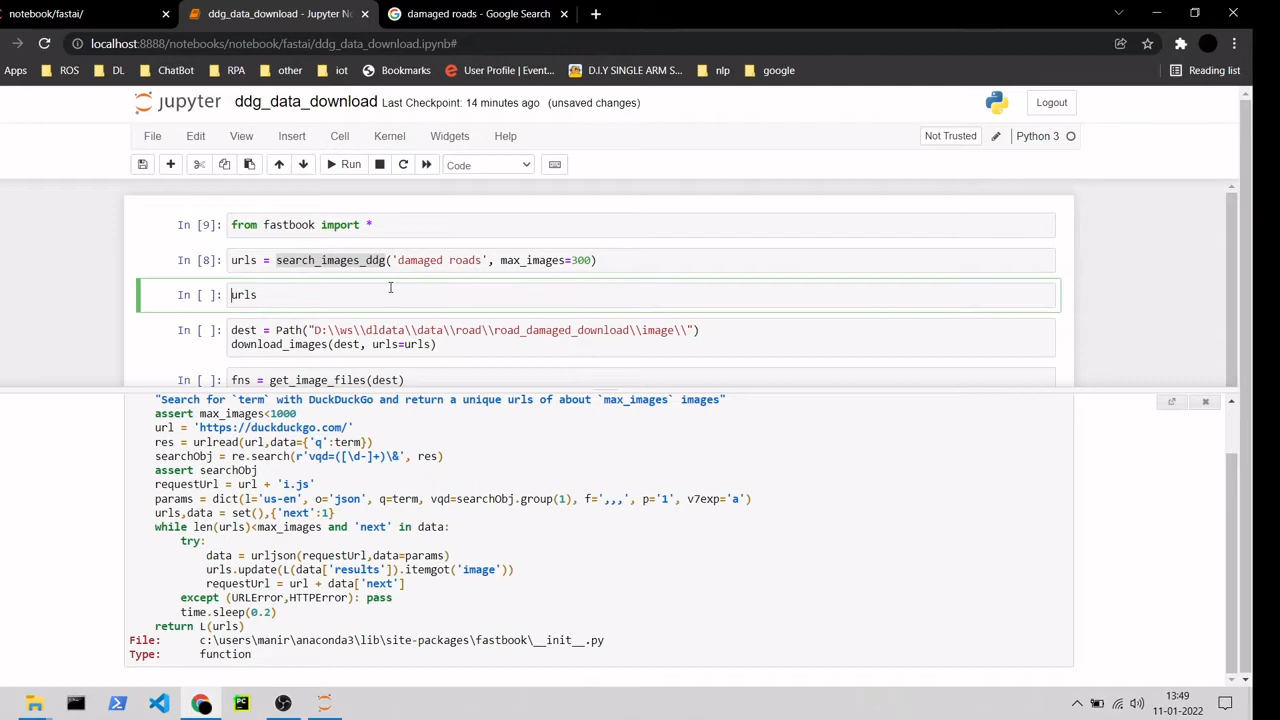 notebook/fastai/
ddg_data_download - Jupyter No
damaged roads - Google Search
localhost:8888/notebooks/notebook/fastai/ddg_data_download.ipynb#
Apps ROS DL ChatBot RPA other iot Bookmarks User Profile | Event... D.I.Y SINGLE ARM S... nlp google Reading list
jupyter ddg_data_download Last Checkpoint: 14 minutes ago (unsaved changes) Logout
File Edit View Insert Cell Kernel Widgets Help Not Trusted Python 3
Run Code
In [9]: from fastbook import *
In [8]: urls = search_images_ddg('damaged roads', max_images=300)
In [ ]: urls
In [ ]: dest = Path("D:\\ws\\dldata\\data\\road\\road_damaged_download\\image\\")
download_images(dest, urls=urls)
In [ ]: fns = get_image_files(dest)
"Search for `term` with DuckDuckGo and return a unique urls of about `max_images` images"
assert max_images<1000
url = 'https://duckduckgo.com/'
res = urlread(url,data={'q':term})
searchObj = re.search(r'vqd=([\d-]+)\&', res)
assert searchObj
requestUrl = url + 'i.js'
params = dict(l='us-en', o='json', q=term, vqd=searchObj.group(1), f=',,,', p='1', v7exp='a')
urls,data = set(),{'next':1}
while len(urls)<max_images and 'next' in data:
try:
data = urljson(requestUrl,data=params)
urls.update(L(data['results']).itemgot('image'))
requestUrl = url + data['next']
except (URLError,HTTPError): pass
time.sleep(0.2)
return L(urls)
File: c:\users\manir\anaconda3\lib\site-packages\fastbook\__init__.py
Type: function
13:49
11-01-2022